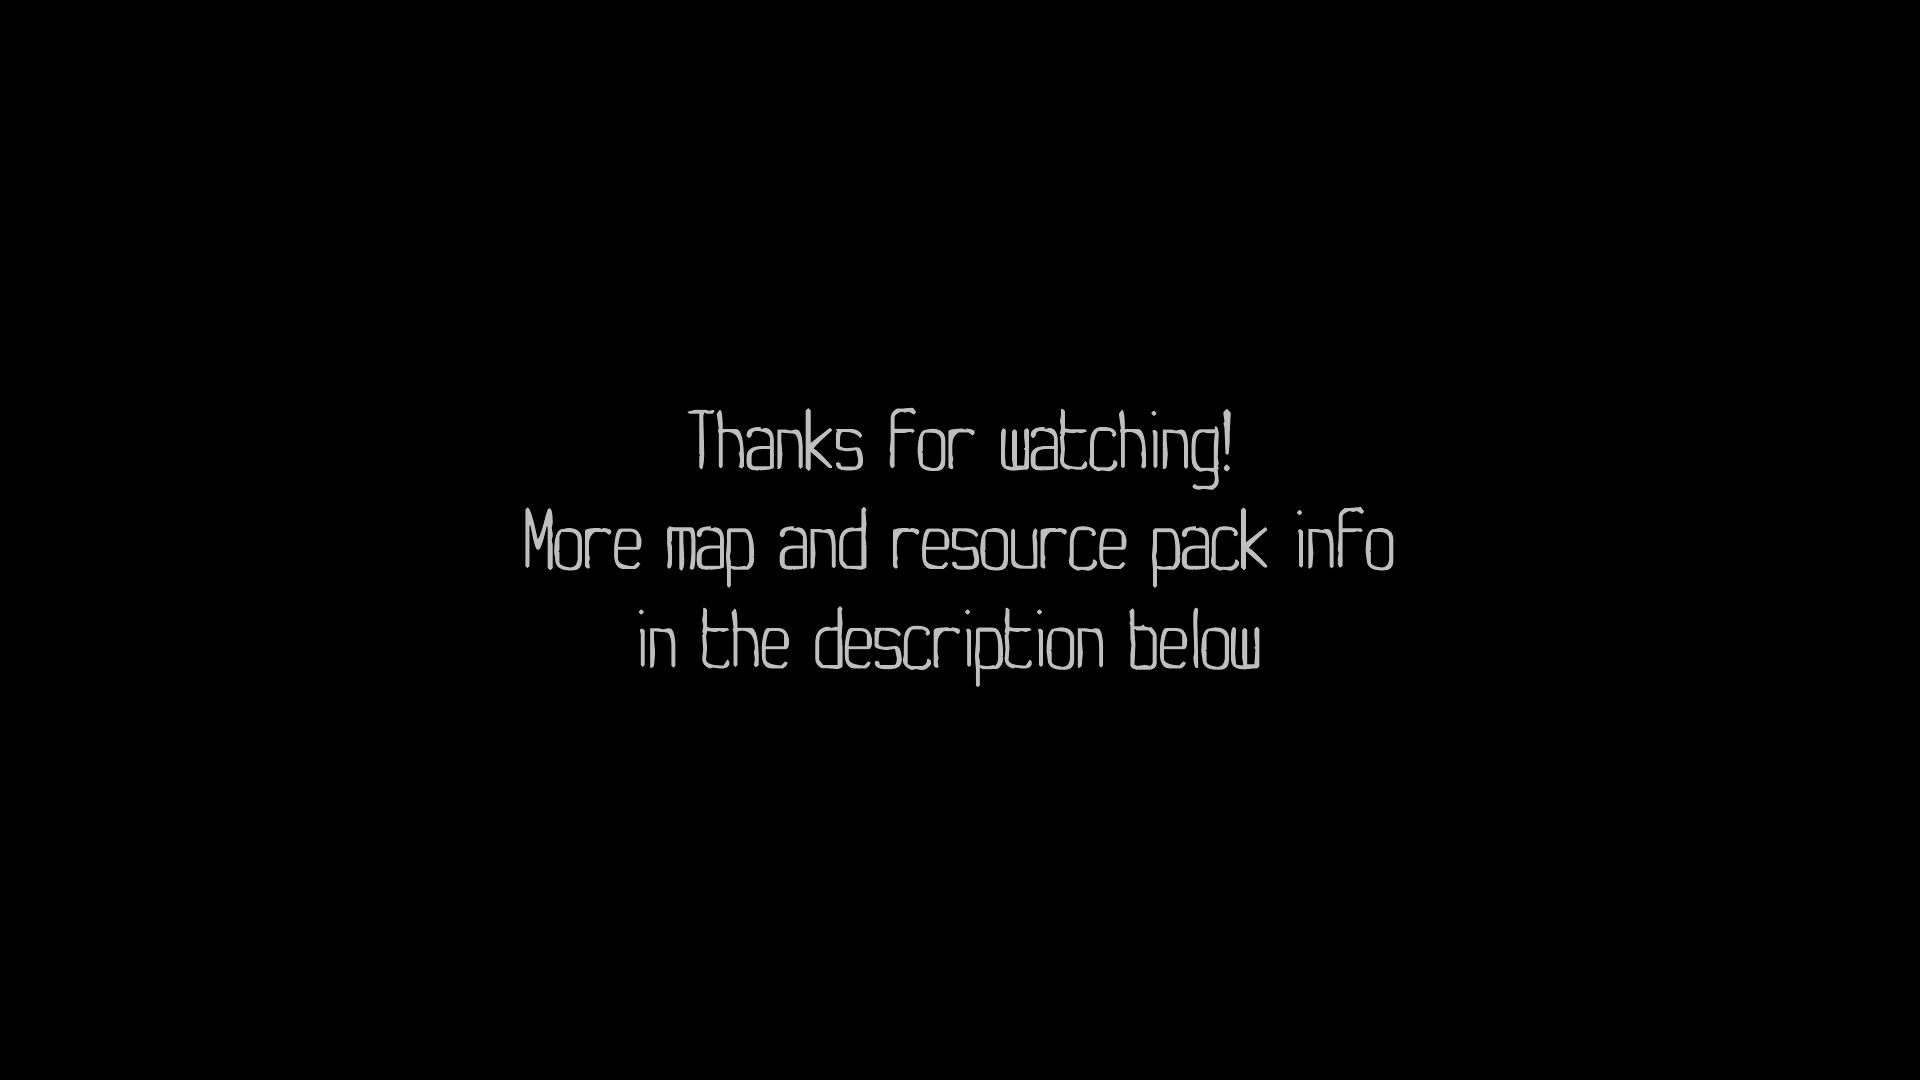 Thanks for watching!
More map and resource pack info
in the description below